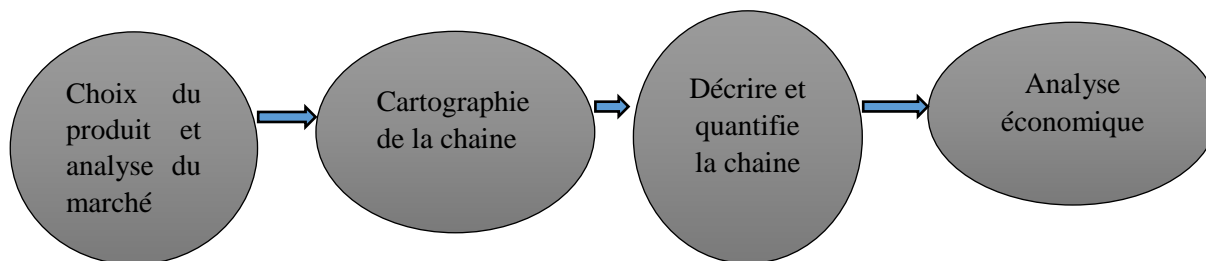 Choix du
produit et
analyse du
marché
Cartographie
de la chaine
Décrire et
quantifie
la chaine
Analyse
économique